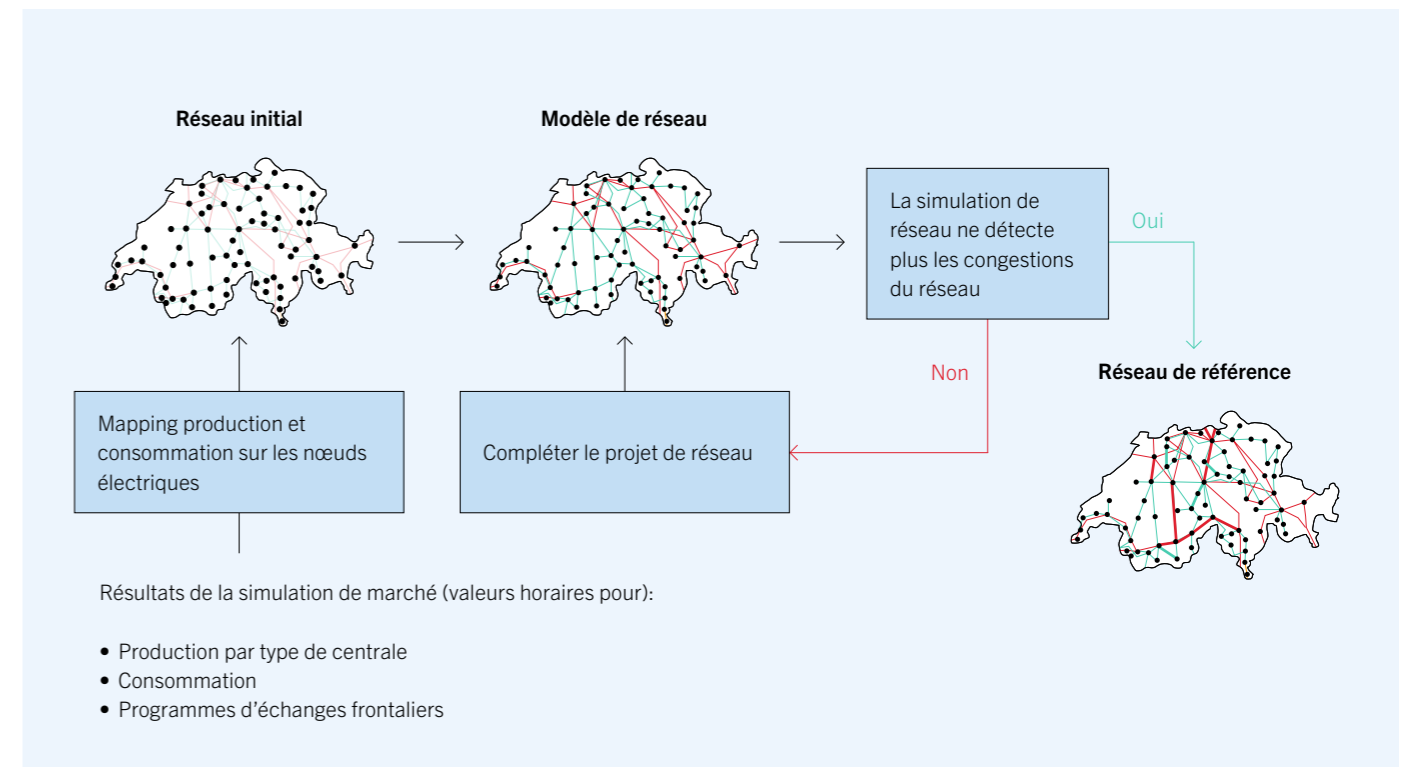 Réseau initial
Modèle de réseau
La simulation de
réseau ne détecte
plus les congestions
du réseau
Oui
Non
Réseau de référence
Mapping production et
consommation sur les nœuds
électriques
Compléter le projet de réseau
Résultats de la simulation de marché (valeurs horaires pour):
• Production par type de centrale
• Consommation
• Programmes d’échanges frontaliers